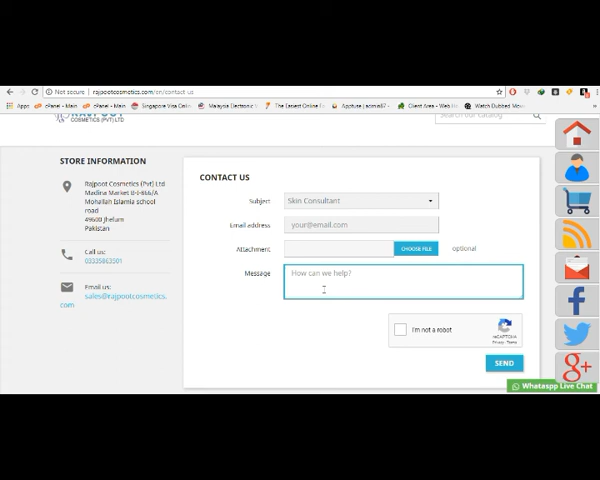 Not secure | rajpootcosmetics.com/en/contact-us
Apps cPanel - Main cPanel - Main Singapore Visa Onlin Malaysia Electronic The Easiest Online F Apptuse | admin67 Client Area - Web H Watch Dubbed Mov
COSMETICS (PVT) LTD
Search our catalog
STORE INFORMATION
Rajpoot Cosmetics (Pvt) Ltd
Madina Market B-I-866/A
Mohallah Islamia school
road
49600 Jhelum
Pakistan
Call us:
03335863501
Email us:
sales@rajpootcosmetics.
com
CONTACT US
Subject Skin Consultant
Email address your@email.com
Attachment CHOOSE FILE optional
Message How can we help?
I'm not a robot
reCAPTCHA
Privacy - Terms
SEND
Whataspp Live Chat